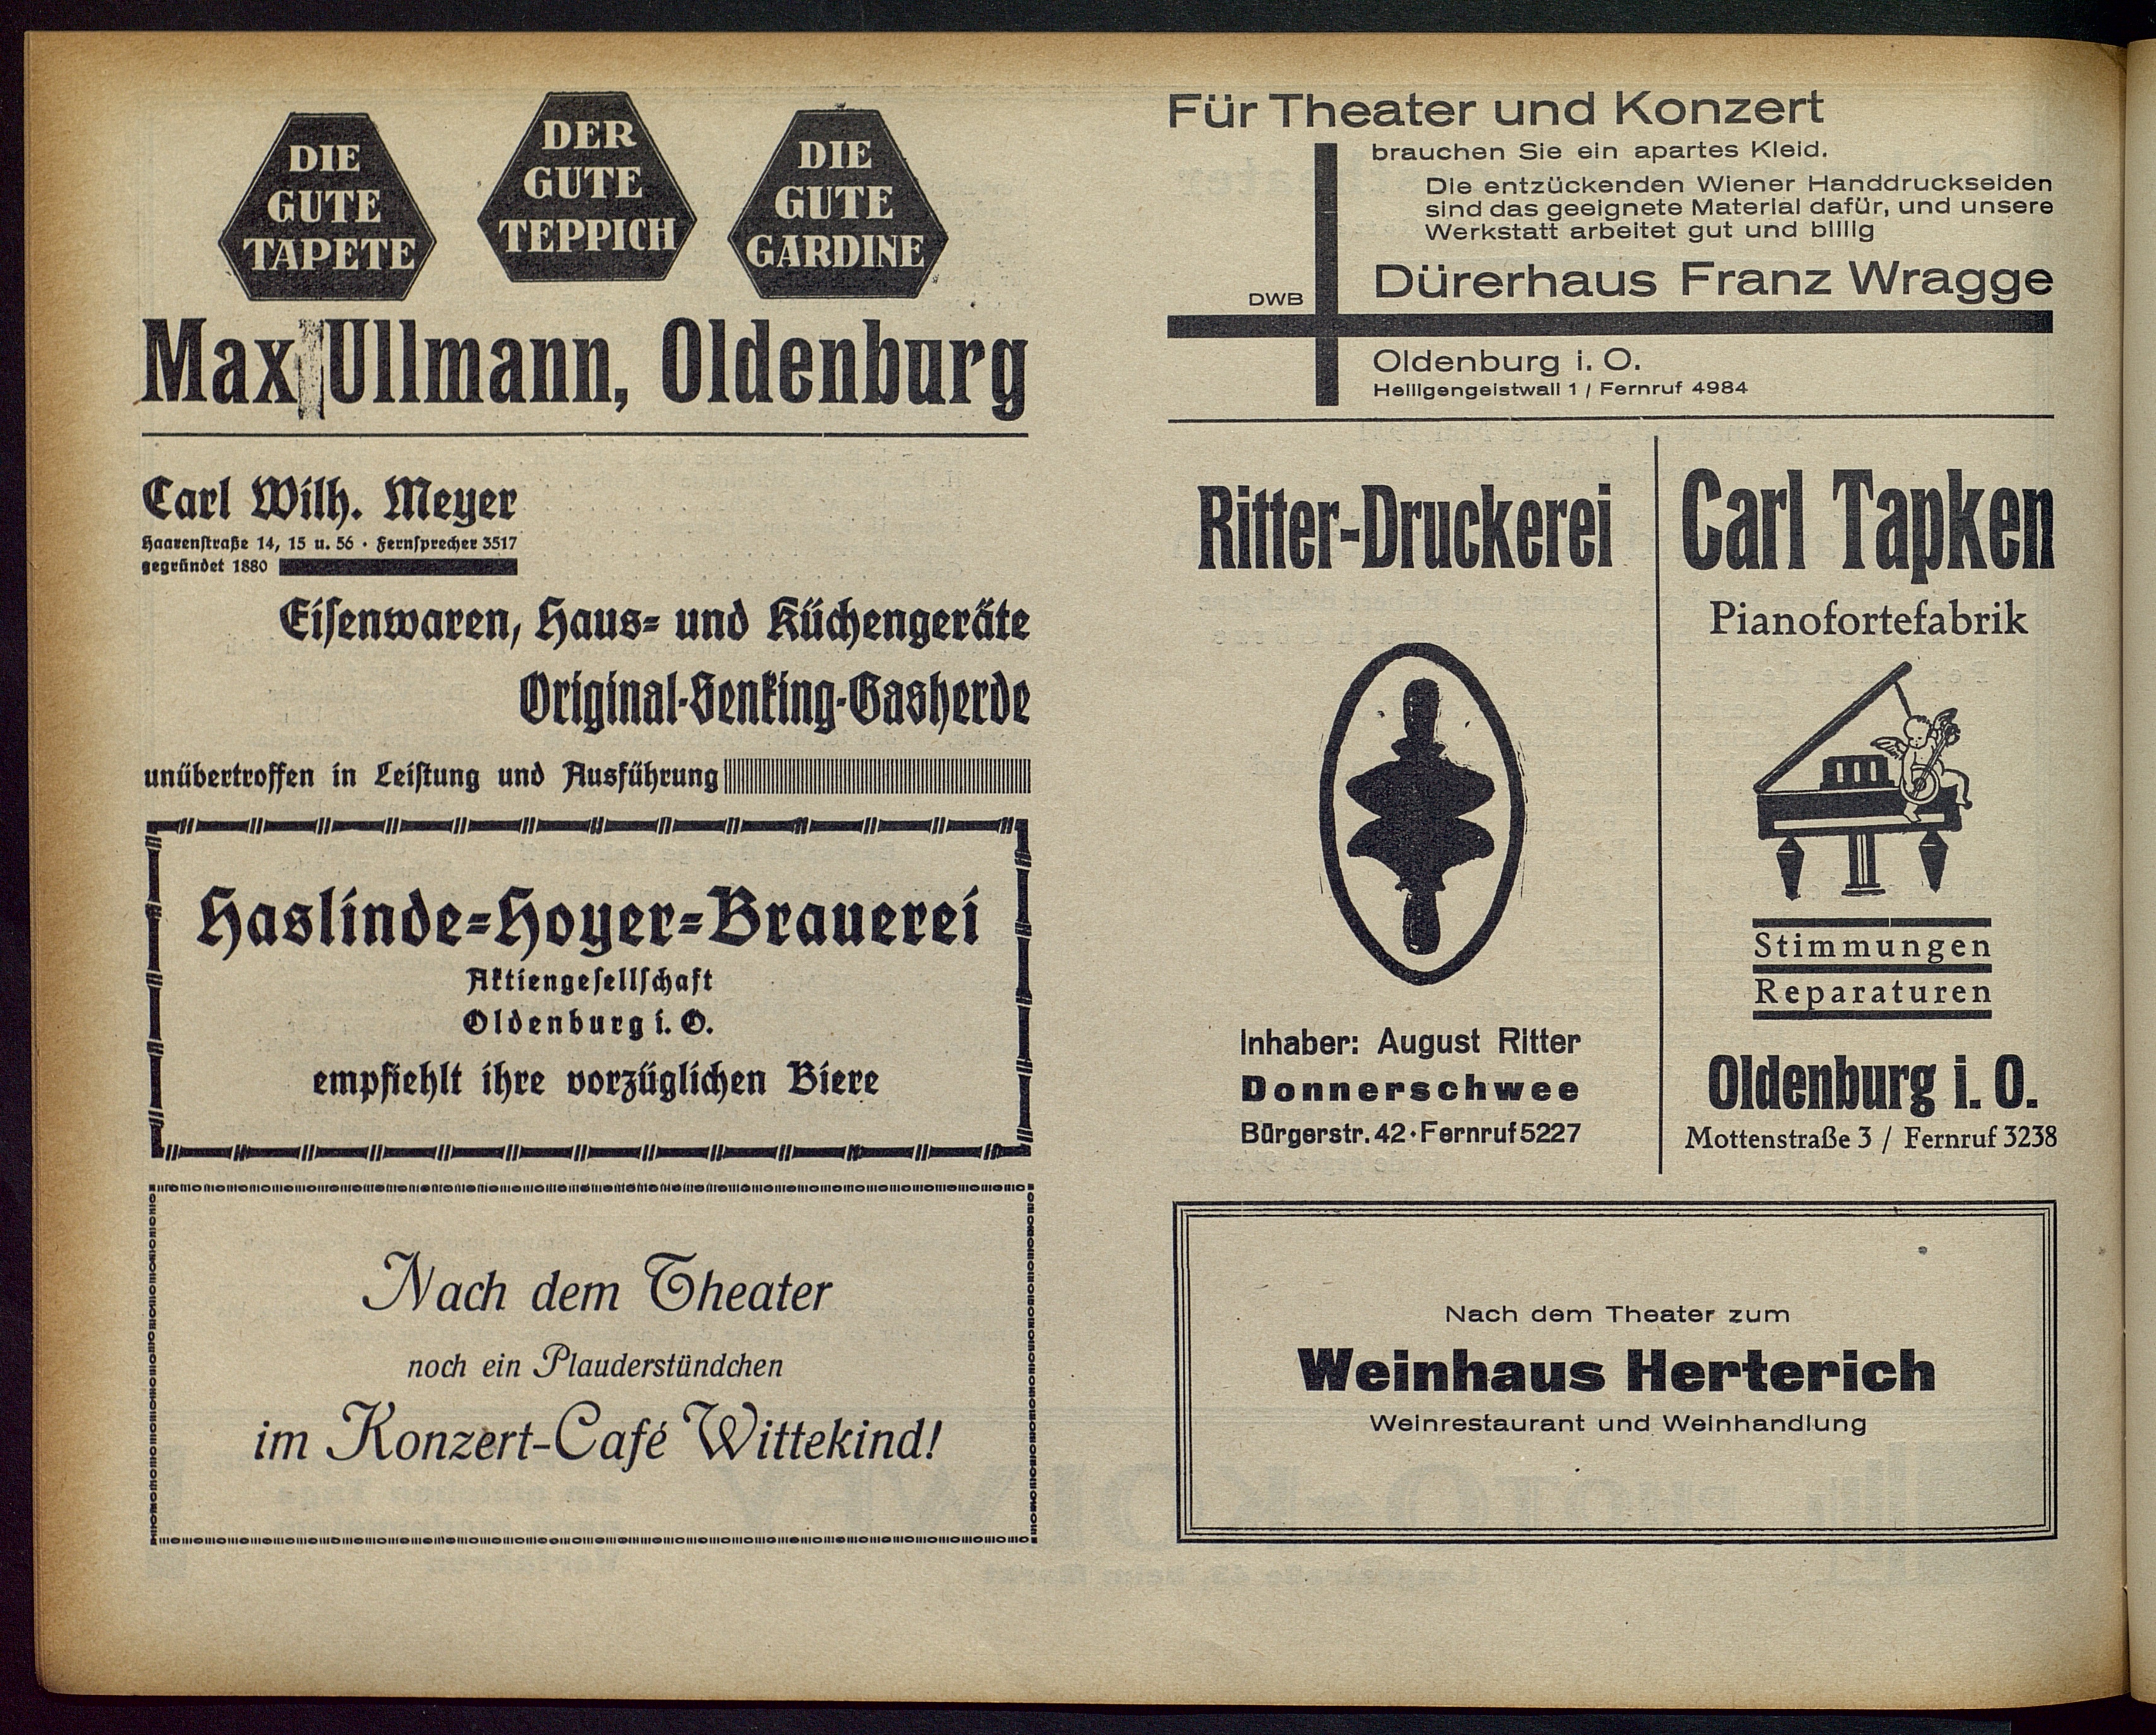 DIE
GUTE
TAPETE
DER
GUTE
TEPPICH
DIE
GUTE
GARDINE
Max Ullmann, Oldenburg
Carl Wilh. Meyer
Haarenſtraße 14, 15 u. 56 · Fernſprecher 3517
gegründet 1880
Eiſenwaren, Haus- und Küchengeräte
Original-Senking-Gasherde
unübertroffen in Leiſtung und Ausführung
Haslinde-Hoyer-Brauerei
Aktiengeſellſchaft
Oldenburg i. O.
empfiehlt ihre vorzüglichen Biere
Nach dem Theater
noch ein Plauderstündchen
im Konzert-Café Wittekind!
Für Theater und Konzert
brauchen Sie ein apartes Kleid.
Die entzückenden Wiener Handdruckseiden
sind das geeignete Material dafür, und unsere
Werkstatt arbeitet gut und billig
Dürerhaus Franz Wragge
DWB
Oldenburg i. O.
Heiligengeistwall 1 / Fernruf 4984
Ritter-Druckerei
Inhaber: August Ritter
Donnerschwee
Bürgerstr. 42 · Fernruf 5227
Carl Tapken
Pianofortefabrik
Stimmungen
Reparaturen
Oldenburg i. O.
Mottenstraße 3 / Fernruf 3238
Nach dem Theater zum
Weinhaus Herterich
Weinrestaurant und Weinhandlung